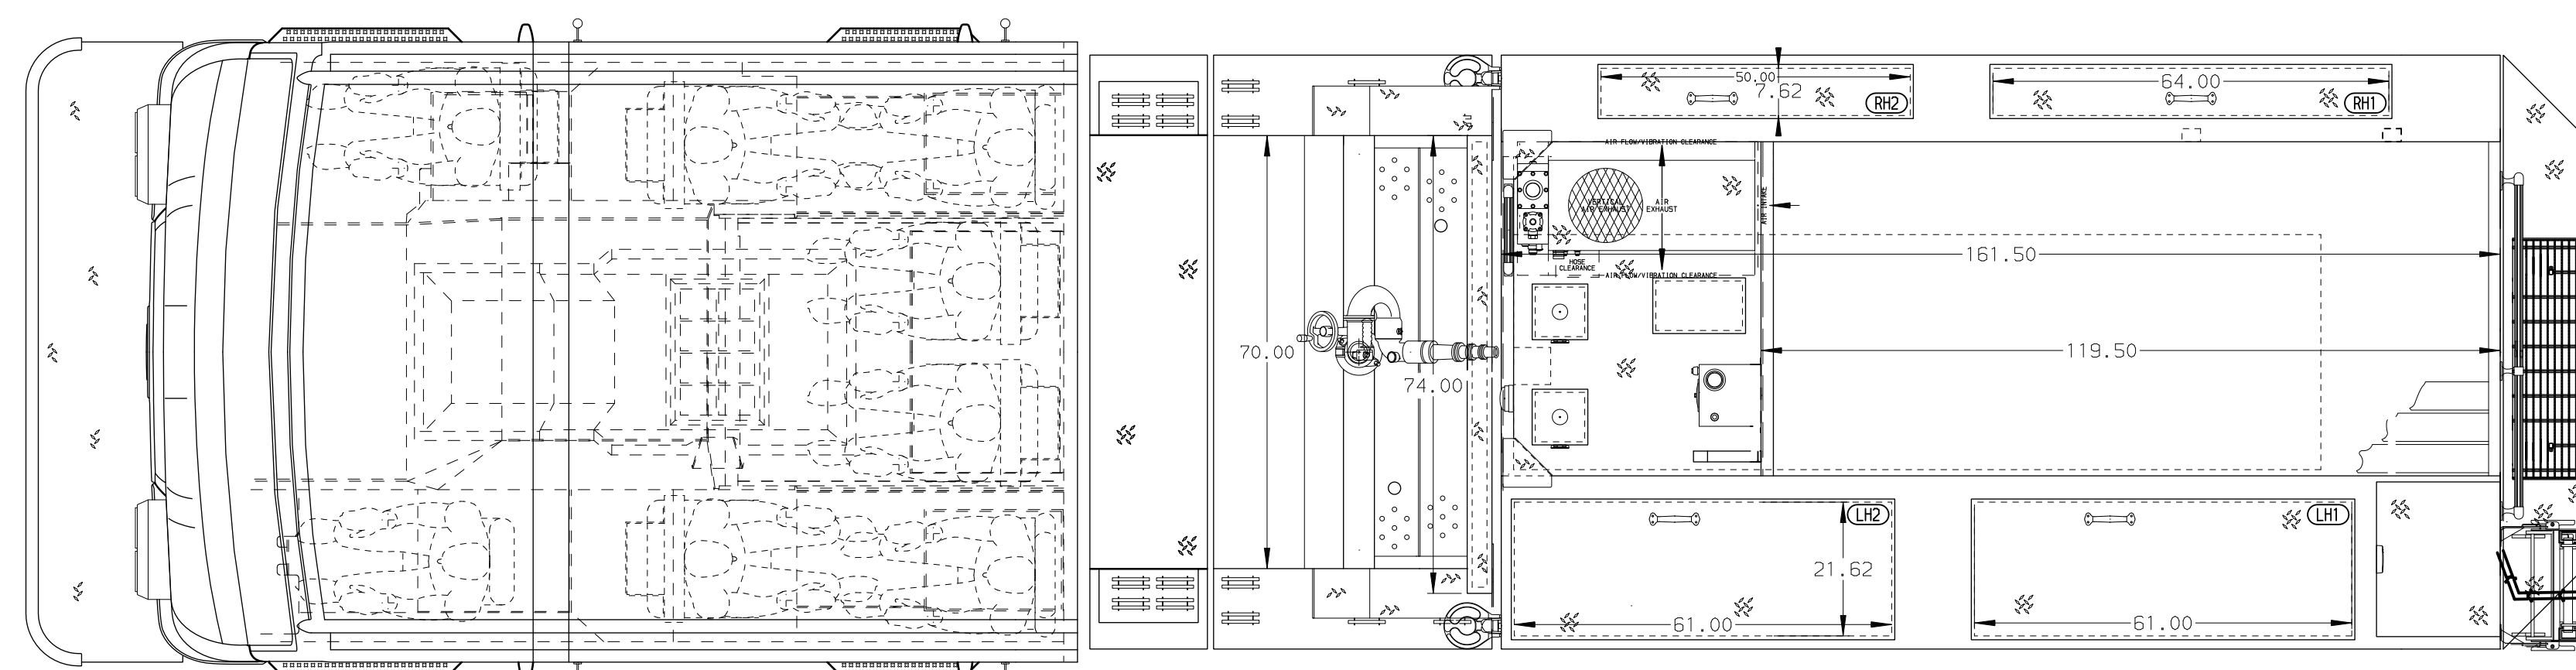 50.00
7.62
RH2
64.00
RH1
AIR FLOW/VIBRATION CLEARANCE
VERTICAL
AIR EXHAUST
AIR
EXHAUST
AIR INTAKE
161.50
HOSE
CLEARANCE
AIR FLOW/VIBRATION CLEARANCE
70.00
74.00
119.50
LH2
LH1
21.62
61.00
61.00